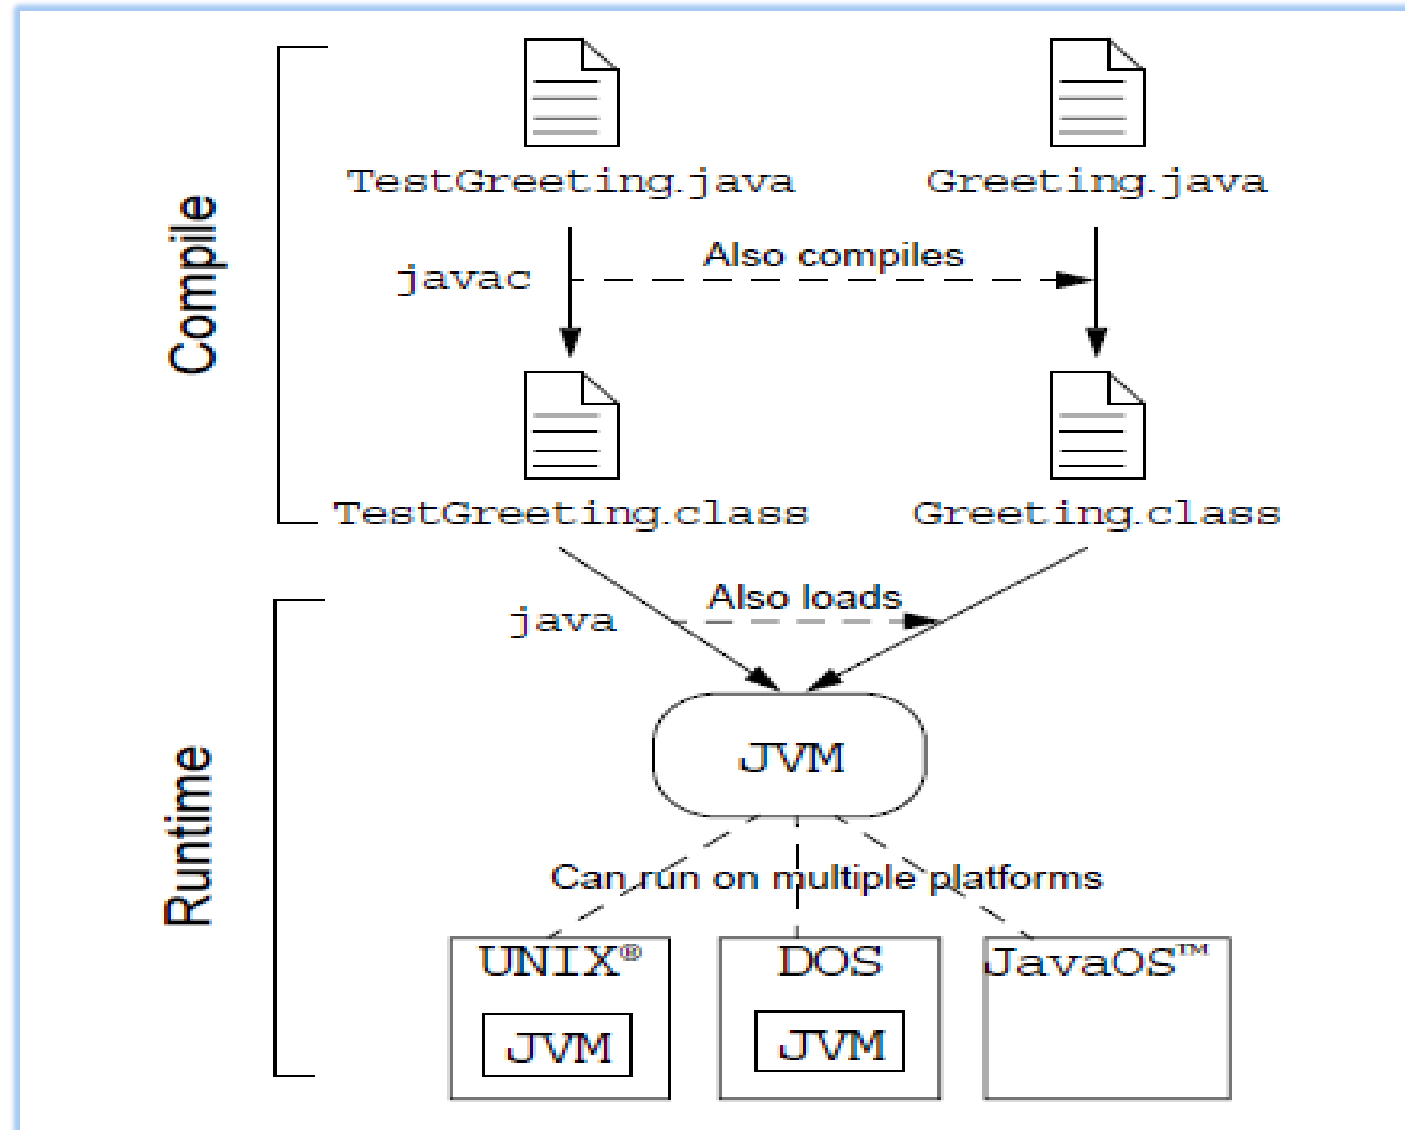 TestGreeting.java
Greeting.java
Compile
javac
Also compiles
TestGreeting.class
Greeting.class
Runtime
java
Also loads
JVM
Can run on multiple platforms
UNIX®
DOS
JavaOS™
JVM
JVM